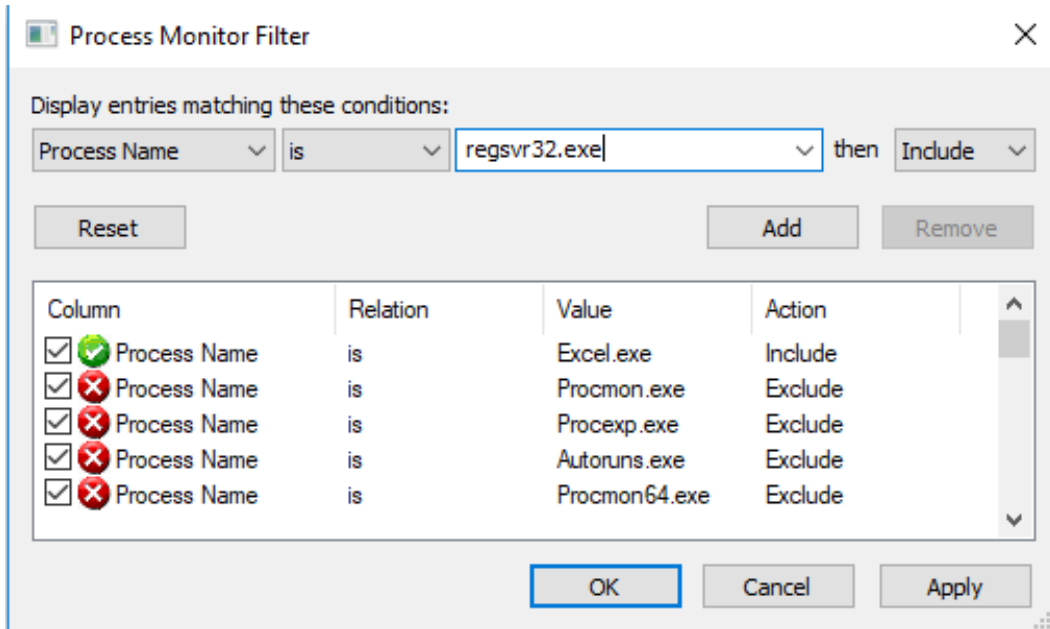 Process Monitor Filter
Display entries matching these conditions:
Process Name is regsvr32.exe then Include
Reset Add Remove
Column Relation Value Action
Process Name is Excel.exe Include
Process Name is Procmon.exe Exclude
Process Name is Procexp.exe Exclude
Process Name is Autoruns.exe Exclude
Process Name is Procmon64.exe Exclude
OK Cancel Apply